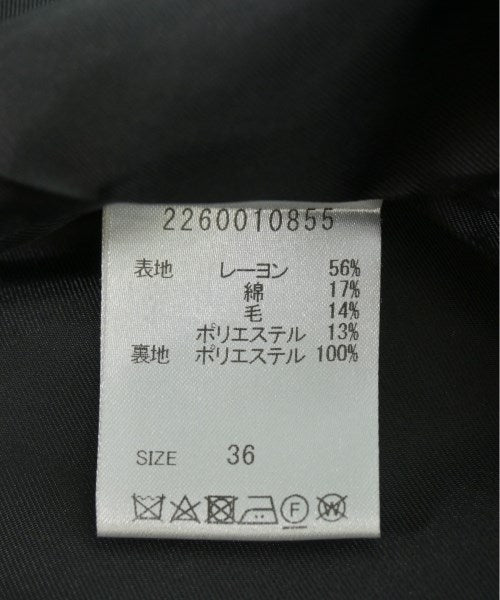 2260010855
表地 レーヨン 56%
綿 17%
毛 14%
ポリエステル 13%
裏地 ポリエステル 100%
SIZE 36
F W